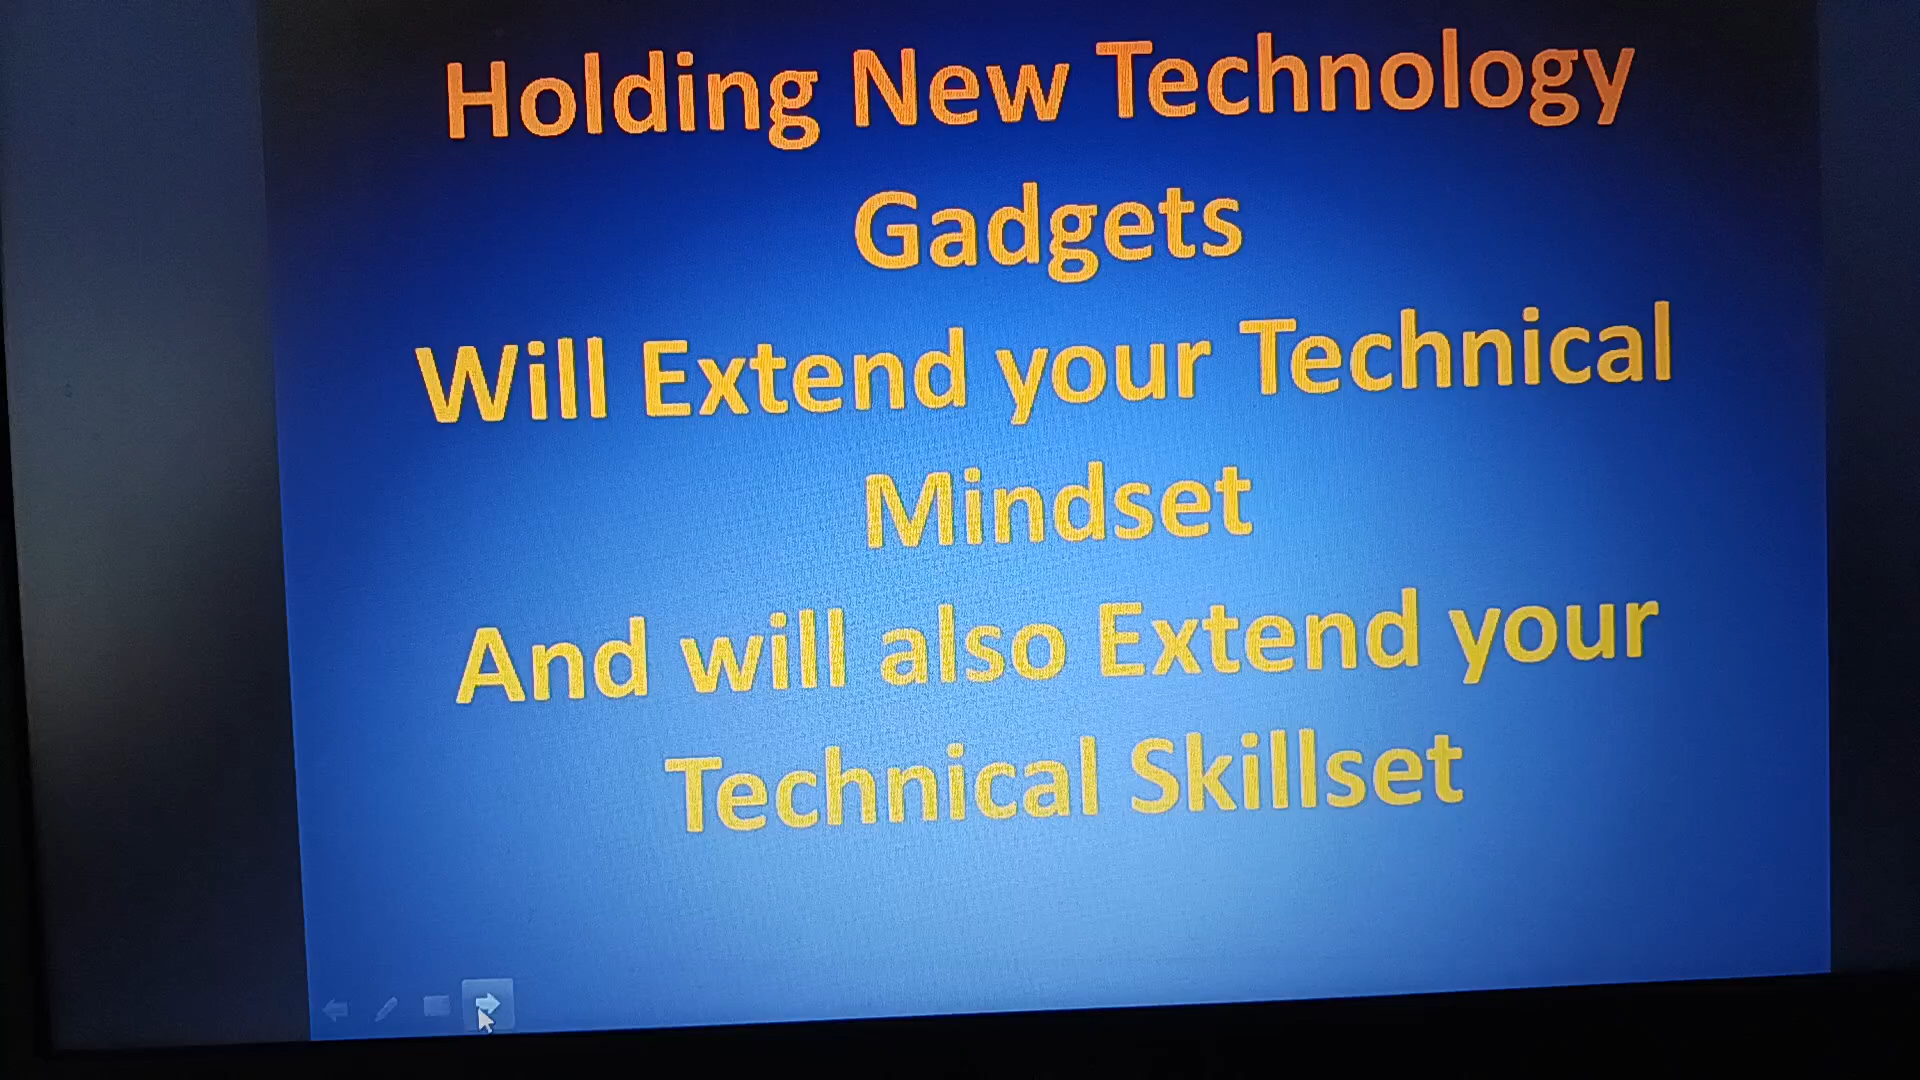 Holding New Technology
Gadgets
Will Extend your Technical
Mindset
And will also Extend your
Technical Skillset